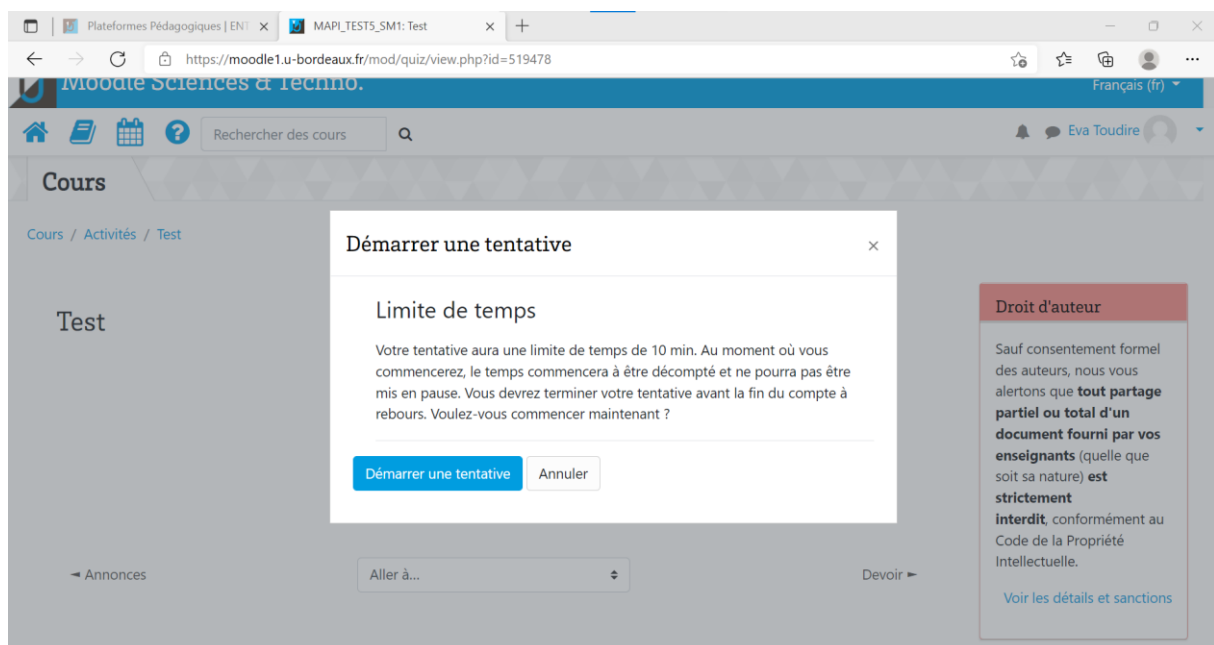 Plateformes Pédagogiques | ENT
MAPI_TEST5_SM1: Test
https://moodle1.u-bordeaux.fr/mod/quiz/view.php?id=519478
Moodle Sciences & Techno.
Français (fr)
Rechercher des cours
Eva Toudire
Cours
Cours / Activités / Test
Démarrer une tentative
Test
Limite de temps
Votre tentative aura une limite de temps de 10 min. Au moment où vous
commencerez, le temps commencera à être décompté et ne pourra pas être
mis en pause. Vous devrez terminer votre tentative avant la fin du compte à
rebours. Voulez-vous commencer maintenant ?
Démarrer une tentative
Annuler
◄ Annonces
Aller à...
Devoir ►
Droit d'auteur
Sauf consentement formel
des auteurs, nous vous
alertons que tout partage
partiel ou total d'un
document fourni par vos
enseignants (quelle que
soit sa nature) est
strictement
interdit, conformément au
Code de la Propriété
Intellectuelle.
Voir les détails et sanctions